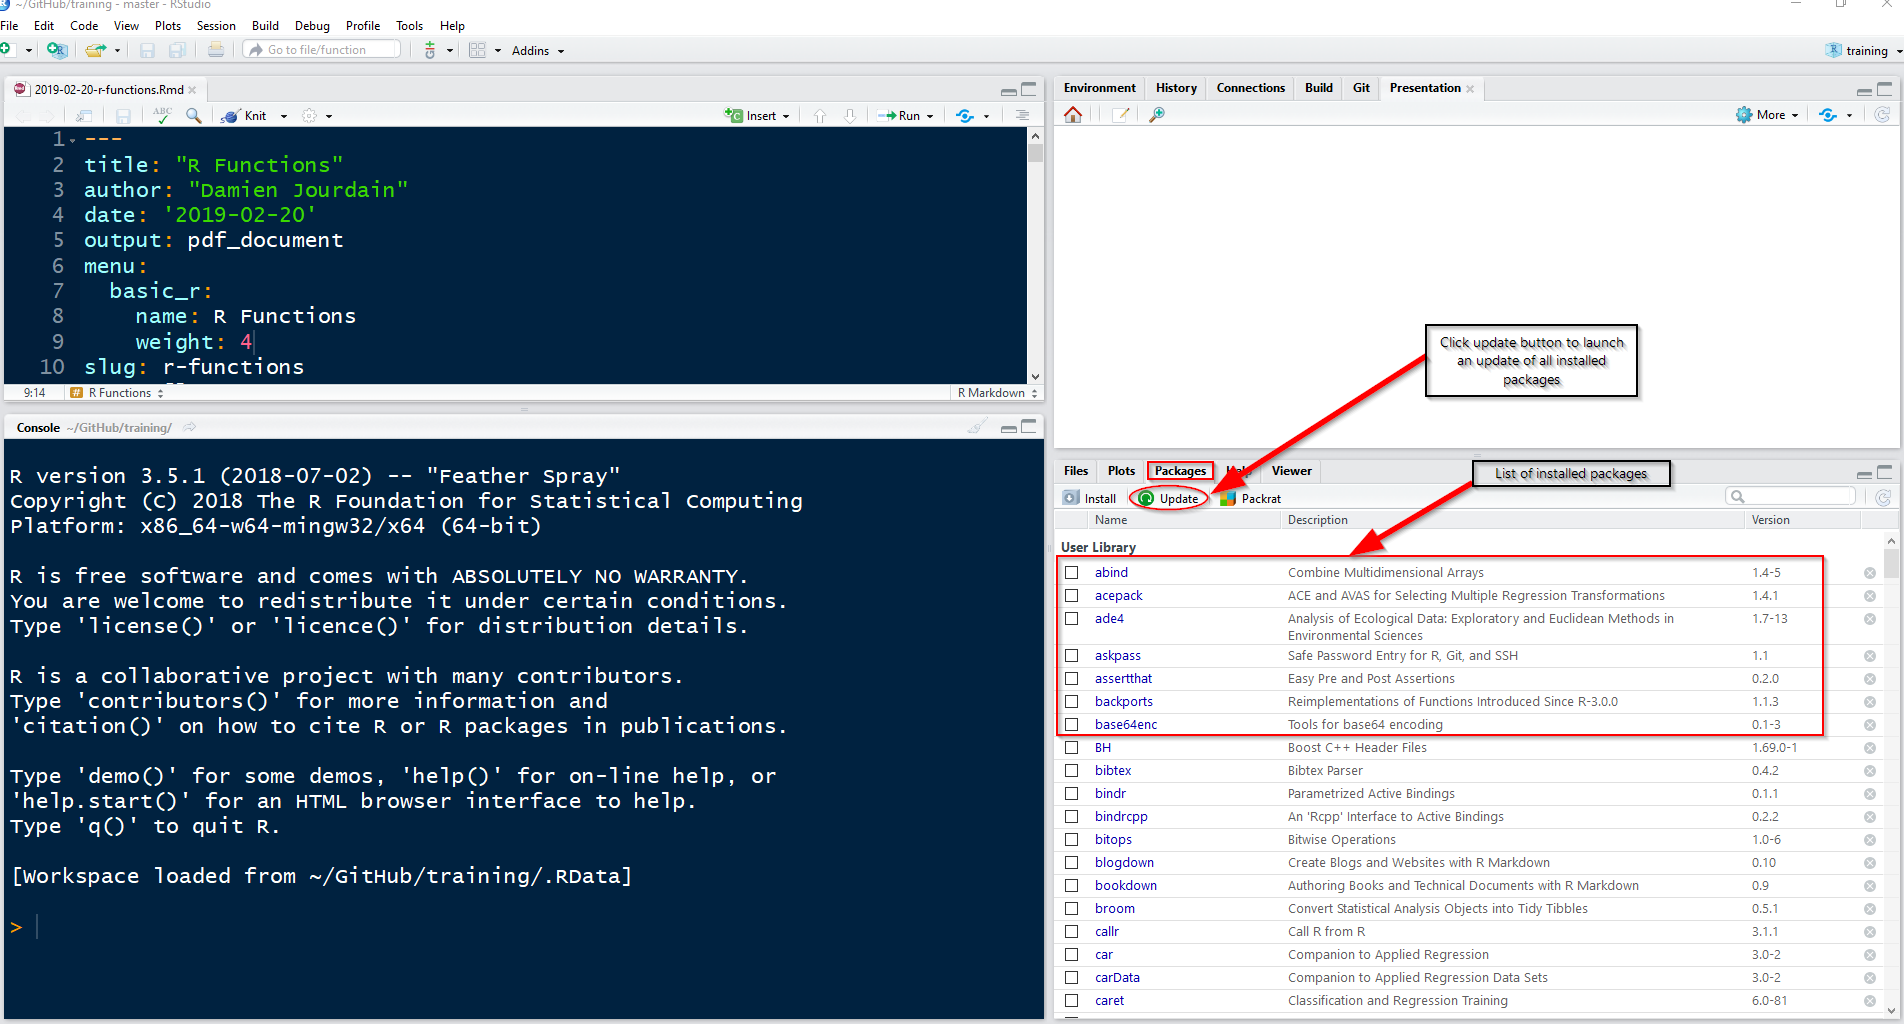 ~/GitHub/training - master - RStudio
File Edit Code View Plots Session Build Debug Profile Tools Help
Go to file/function Addins training
2019-02-20-r-functions.Rmd
ABC Knit Insert Run
1 ---
2 title: "R Functions"
3 author: "Damien Jourdain"
4 date: '2019-02-20'
5 output: pdf_document
6 menu:
7 basic_r:
8 name: R Functions
9 weight: 4
10 slug: r-functions
9:14 # R Functions R Markdown
Console ~/GitHub/training/
R version 3.5.1 (2018-07-02) -- "Feather Spray"
Copyright (C) 2018 The R Foundation for Statistical Computing
Platform: x86_64-w64-mingw32/x64 (64-bit)
R is free software and comes with ABSOLUTELY NO WARRANTY.
You are welcome to redistribute it under certain conditions.
Type 'license()' or 'licence()' for distribution details.
R is a collaborative project with many contributors.
Type 'contributors()' for more information and
'citation()' on how to cite R or R packages in publications.
Type 'demo()' for some demos, 'help()' for on-line help, or
'help.start()' for an HTML browser interface to help.
Type 'q()' to quit R.
[Workspace loaded from ~/GitHub/training/.RData]
>
Environment History Connections Build Git Presentation
More
Click update button to launch
an update of all installed
packages
Files Plots Packages Help Viewer
List of installed packages
Install Update Packrat
Name Description Version
User Library
abind Combine Multidimensional Arrays 1.4-5
acepack ACE and AVAS for Selecting Multiple Regression Transformations 1.4.1
ade4 Analysis of Ecological Data: Exploratory and Euclidean Methods in 1.7-13
Environmental Sciences
askpass Safe Password Entry for R, Git, and SSH 1.1
assertthat Easy Pre and Post Assertions 0.2.0
backports Reimplementations of Functions Introduced Since R-3.0.0 1.1.3
base64enc Tools for base64 encoding 0.1-3
BH Boost C++ Header Files 1.69.0-1
bibtex Bibtex Parser 0.4.2
bindr Parametrized Active Bindings 0.1.1
bindrcpp An 'Rcpp' Interface to Active Bindings 0.2.2
bitops Bitwise Operations 1.0-6
blogdown Create Blogs and Websites with R Markdown 0.10
bookdown Authoring Books and Technical Documents with R Markdown 0.9
broom Convert Statistical Analysis Objects into Tidy Tibbles 0.5.1
callr Call R from R 3.1.1
car Companion to Applied Regression 3.0-2
carData Companion to Applied Regression Data Sets 3.0-2
caret Classification and Regression Training 6.0-81